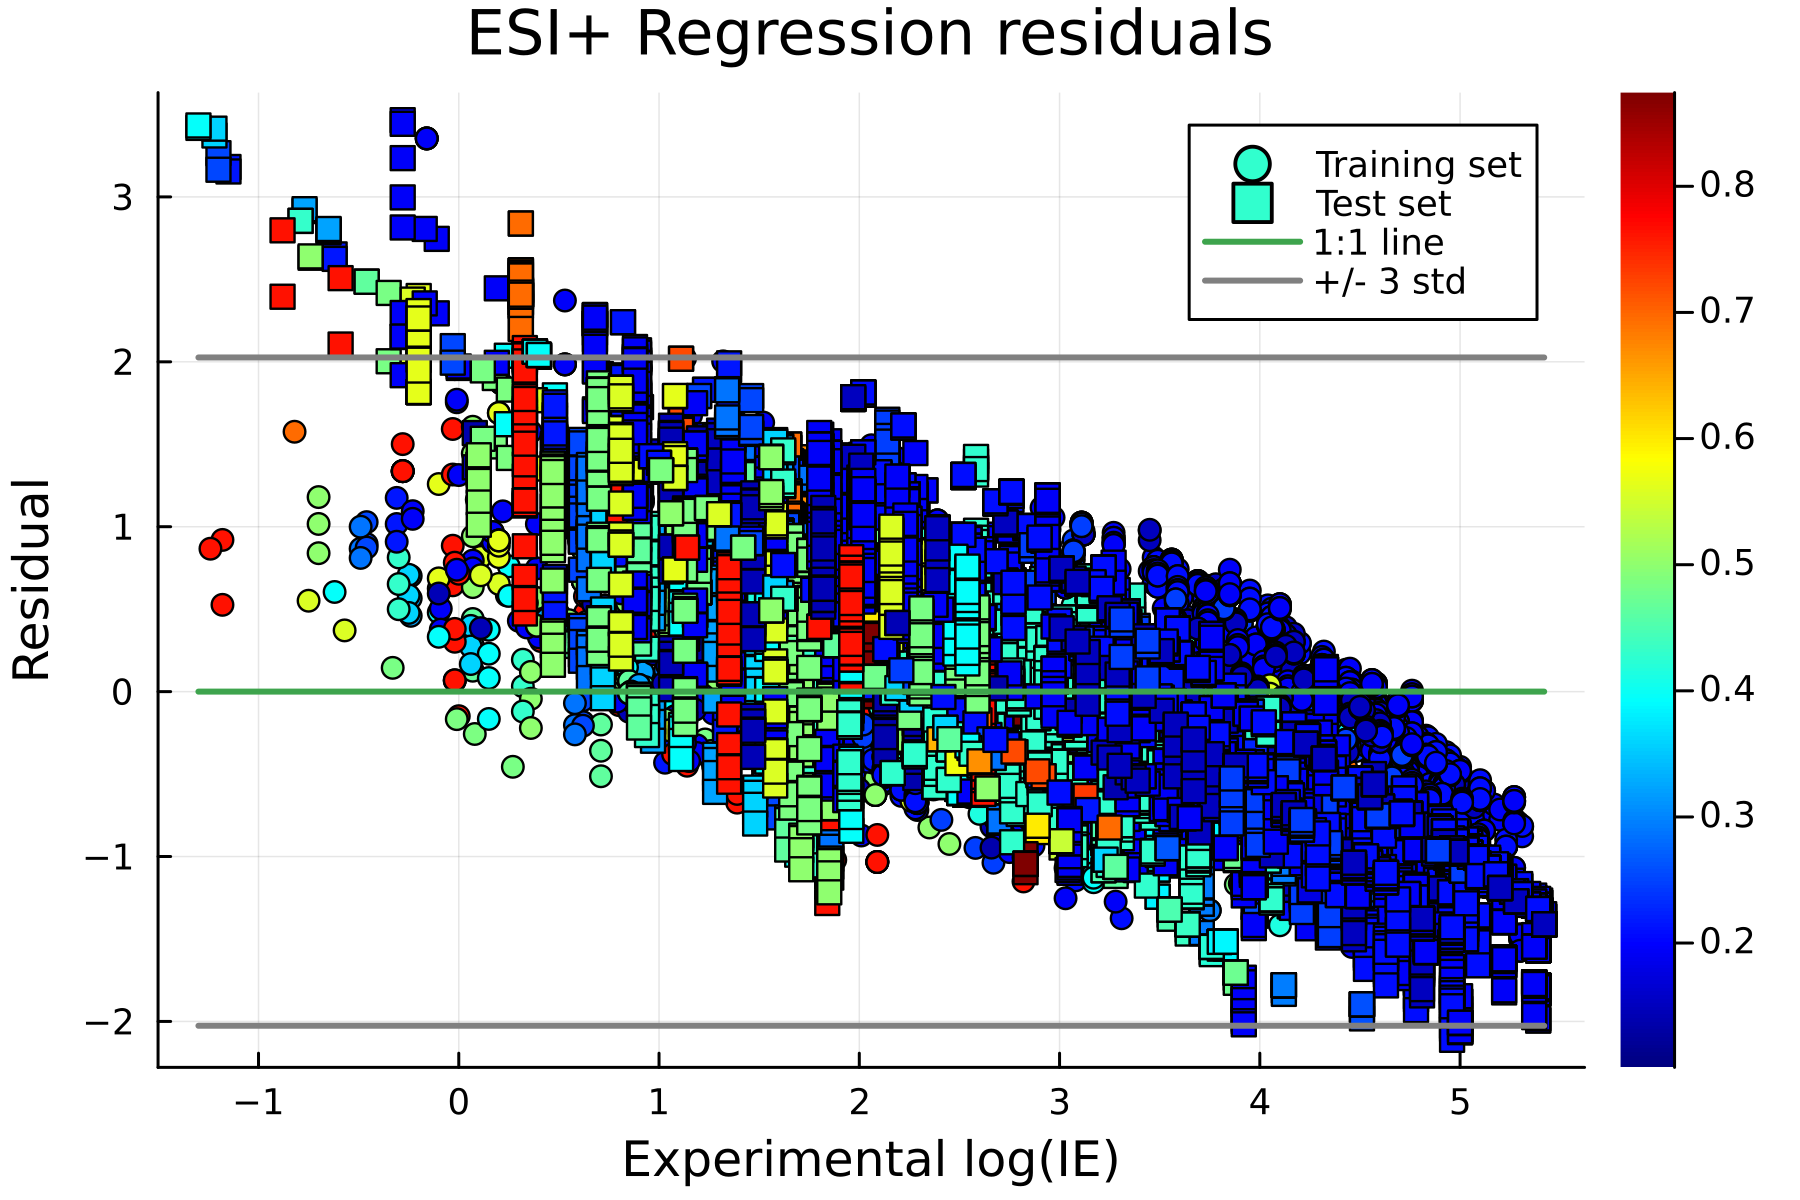 ESI+ Regression residuals
Residual
3
2
1
0
−1
−2
−1
0
1
2
3
4
5
Experimental log(IE)
Training set
Test set
1:1 line
+/- 3 std
0.8
0.7
0.6
0.5
0.4
0.3
0.2